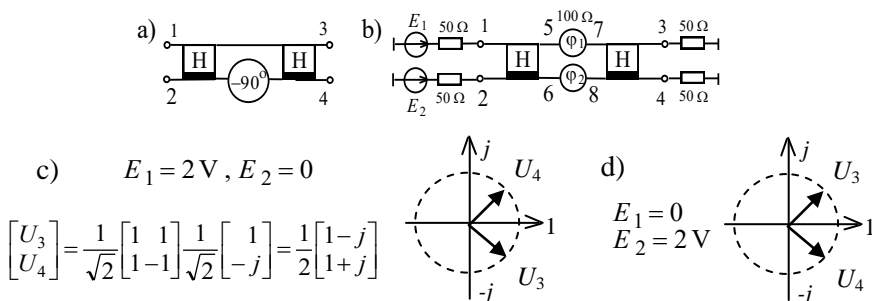 a)
1
3
H
H
−90°
2
4
b)
E1
50 Ω
1
5
100 Ω
7
3
50 Ω
φ1
H
H
E2
50 Ω
2
6
φ2
8
4
50 Ω
c) E1 = 2 V , E2 = 0
[U3 U4] = 1/√2 [1 1 1 −1] 1/√2 [1 −j] = 1/2 [1−j 1+j]
j
U4
1
U3
-j
d)
E1 = 0
E2 = 2 V
j
U3
1
U4
-j